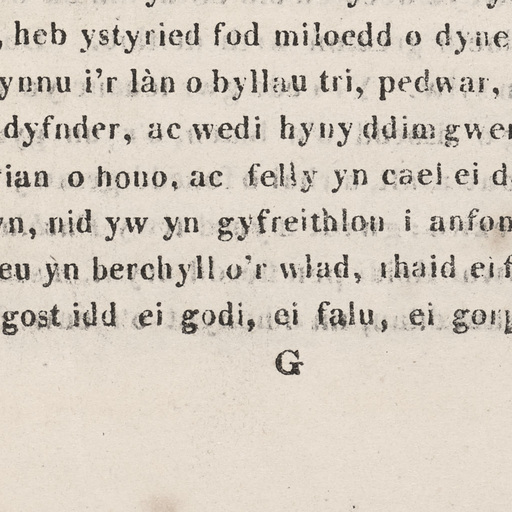 , heb ystyried fod miloedd o dyne
ynnu i'r làn o byllau tri, pedwar,
dyfnder, ac wedi hyny ddim gwer
ian o hono, ac felly yn cael ei d
yn, nid yw yn gyfreithlon i anfon
eu yn berchyll o'r wlad, rhaid ei f
gost idd ei godi, ei falu, ei gorp
G